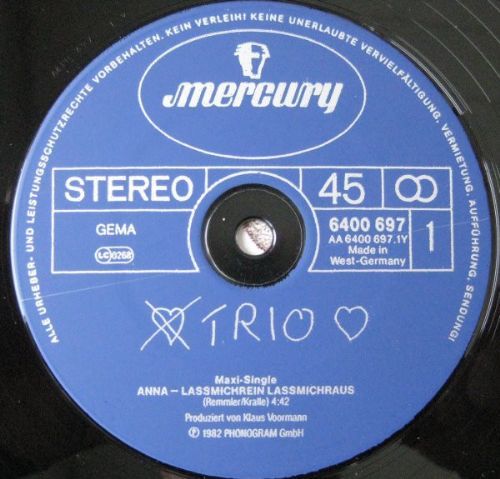 ALLE URHEBER- UND LEISTUNGSSCHUTZRECHTE VORBEHALTEN. KEIN VERLEIH! KEINE UNERLAUBTE VERVIELFÄLTIGUNG, VERMIETUNG, AUFFÜHRUNG, SENDUNG!
mercury
STEREO 45
GEMA 6400 697 1
AA 6400 697.1Y
LC 0268 Made in
West-Germany
TRIO
Maxi-Single
ANNA – LASSMICHREIN LASSMICHRAUS
(Remmler/Kralle) 4:42
Produziert von Klaus Voormann
Ⓟ 1982 PHONOGRAM GmbH